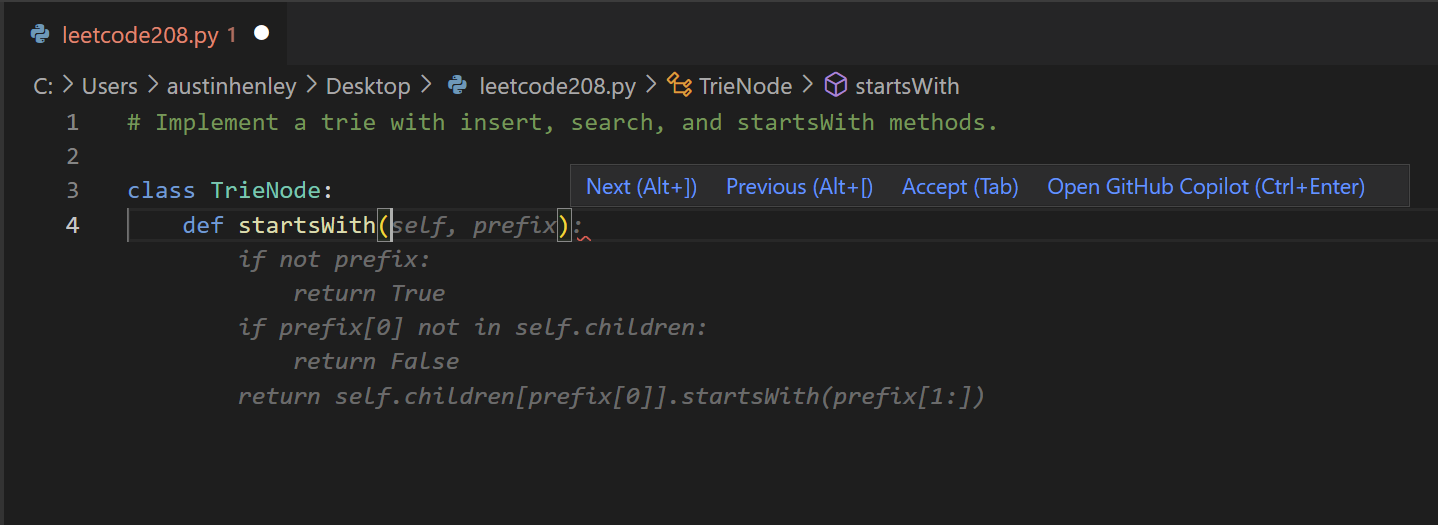 leetcode208.py 1
C: > Users > austinhenley > Desktop > leetcode208.py > TrieNode > startsWith
1 # Implement a trie with insert, search, and startsWith methods.
2
Next (Alt+]) Previous (Alt+[) Accept (Tab) Open GitHub Copilot (Ctrl+Enter)
3 class TrieNode:
4     def startsWith(self, prefix):
        if not prefix:
            return True
        if prefix[0] not in self.children:
            return False
        return self.children[prefix[0]].startsWith(prefix[1:])